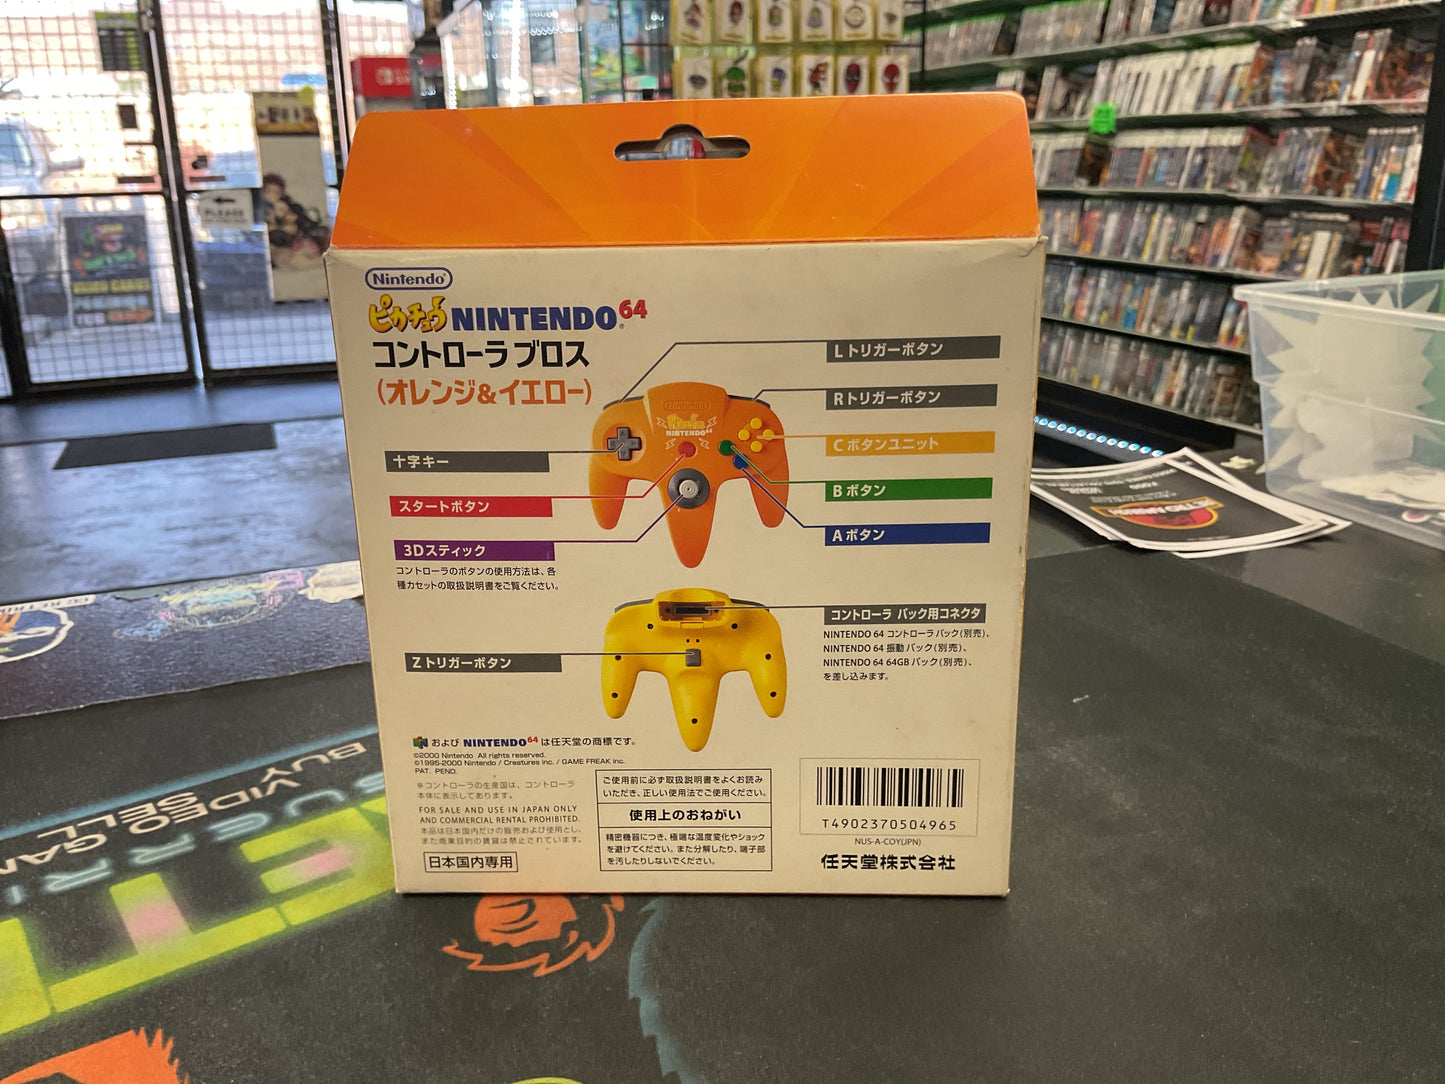 Nintendo®
ピカチュウ NINTENDO64®
コントローラ ブロス
(オレンジ&イエロー)
L トリガーボタン
R トリガーボタン
C ボタンユニット
B ボタン
A ボタン
十字キー
スタートボタン
3Dスティック
コントローラのボタンの使用方法は、各
種カセットの取扱説明書をご覧ください。
Nintendo
NINTENDO64
コントローラ パック用コネクタ
NINTENDO 64 コントローラ パック(別売)、
NINTENDO 64 振動パック(別売)、
NINTENDO 64 64GB パック(別売)、
を差し込みます。
Z トリガーボタン
および NINTENDO64 は任天堂の商標です。
©2000 Nintendo All rights reserved.
©1995-2000 Nintendo / Creatures inc. / GAME FREAK inc.
PAT. PEND.
※コントローラの生産国は、コントローラ
本体に表示してあります。
FOR SALE AND USE IN JAPAN ONLY
AND COMMERCIAL RENTAL PROHIBITED.
本品は日本国内だけの販売および使用とし、
また商業目的の賃貸は禁止されています。
日本国内専用
ご使用前に必ず取扱説明書をよくお読み
いただき、正しい使用法でご使用ください。
使用上のおねがい
精密機器につき、極端な温度変化やショック
を避けてください。また分解したり、端子部
を汚したりしないでください。
T4902370504965
NUS-A-COY(JPN)
任天堂株式会社
PLEASE
BUY
SELL
VIDEO